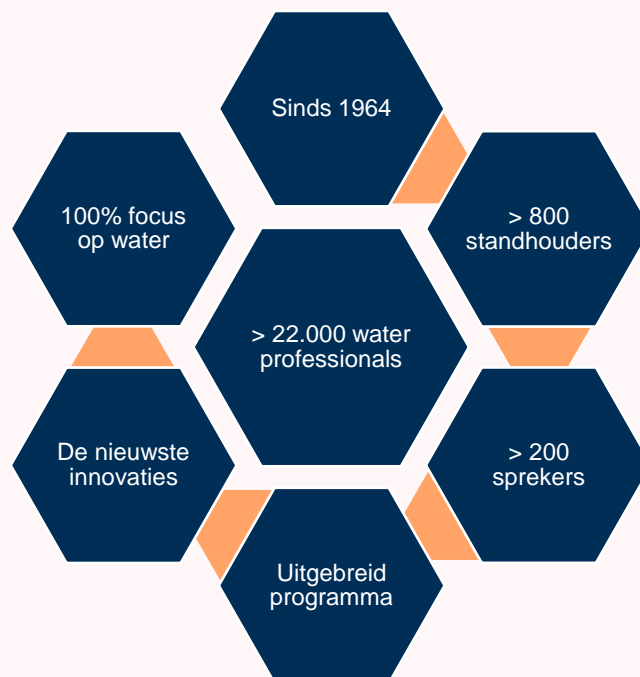 Sinds 1964
> 800
standhouders
> 200
sprekers
Uitgebreid
programma
De nieuwste
innovaties
100% focus
op water
> 22.000 water
professionals